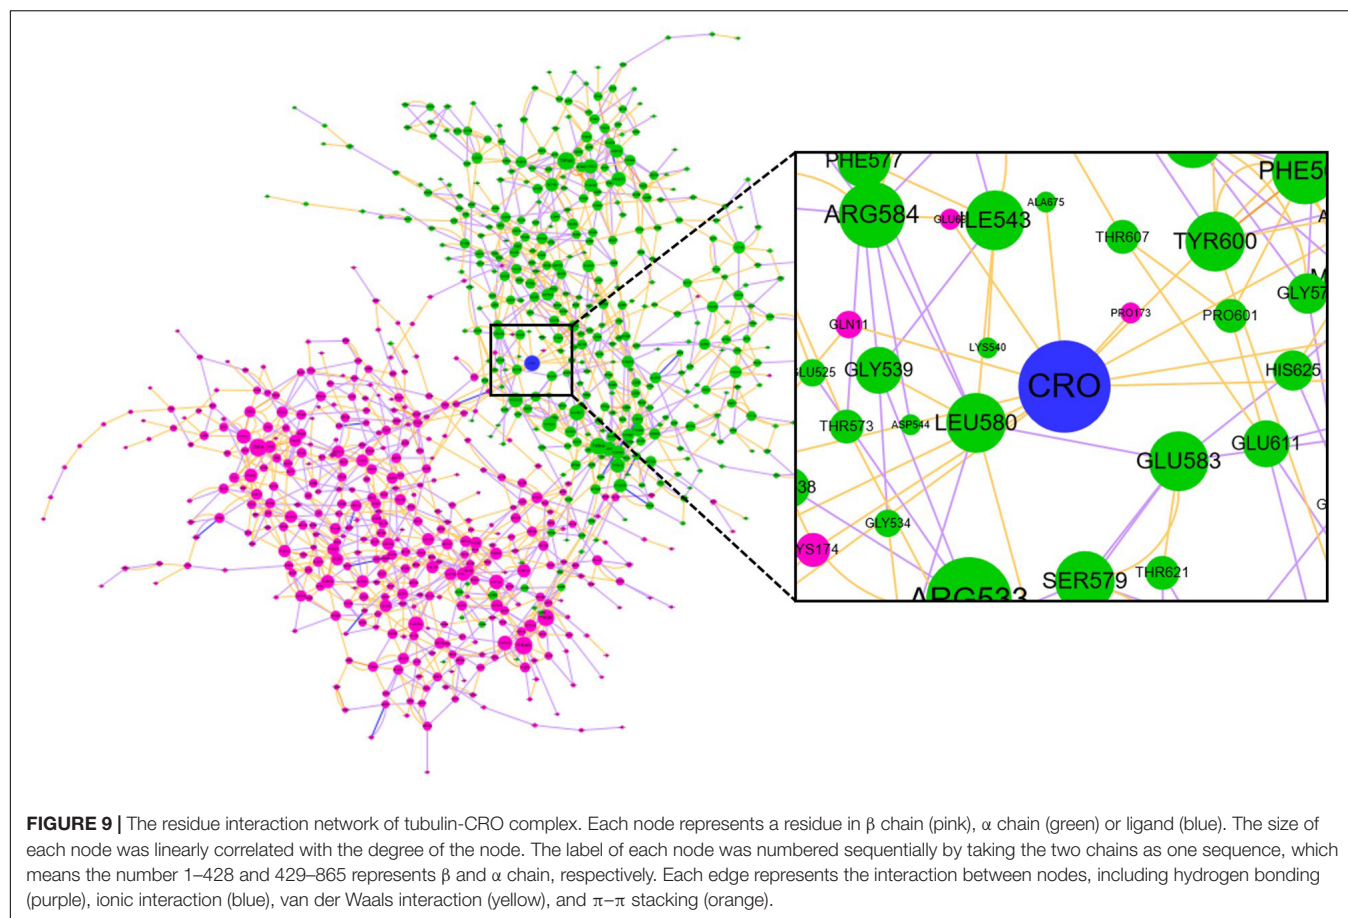 PHE577
PHE5
ARG584
ILE543
ALA675
THR607
TYR600
GLY57
GLN11
PRO173
PRO601
LYS540
GLY539
CRO
HIS625
THR573
ASP544
LEU580
GLU583
GLU611
38
GLY534
YS174
ARG533
SER579
THR621
FIGURE 9 | The residue interaction network of tubulin-CRO complex. Each node represents a residue in β chain (pink), α chain (green) or ligand (blue). The size of
each node was linearly correlated with the degree of the node. The label of each node was numbered sequentially by taking the two chains as one sequence, which
means the number 1–428 and 429–865 represents β and α chain, respectively. Each edge represents the interaction between nodes, including hydrogen bonding
(purple), ionic interaction (blue), van der Waals interaction (yellow), and π–π stacking (orange).